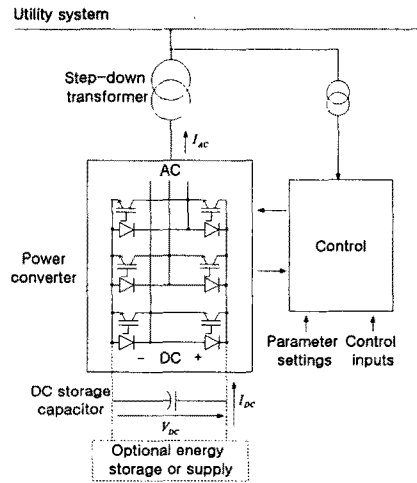 Utility system
Step-down
transformer
I_AC
AC
Power
converter
Control
- DC +
Parameter
settings
Control
inputs
DC storage
capacitor
I_DC
V_DC
Optional energy
storage or supply